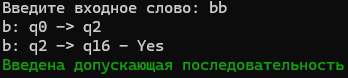 Введите входное слово: bb
b: q0 -> q2
b: q2 -> q16 - Yes
Введена допускающая последовательность